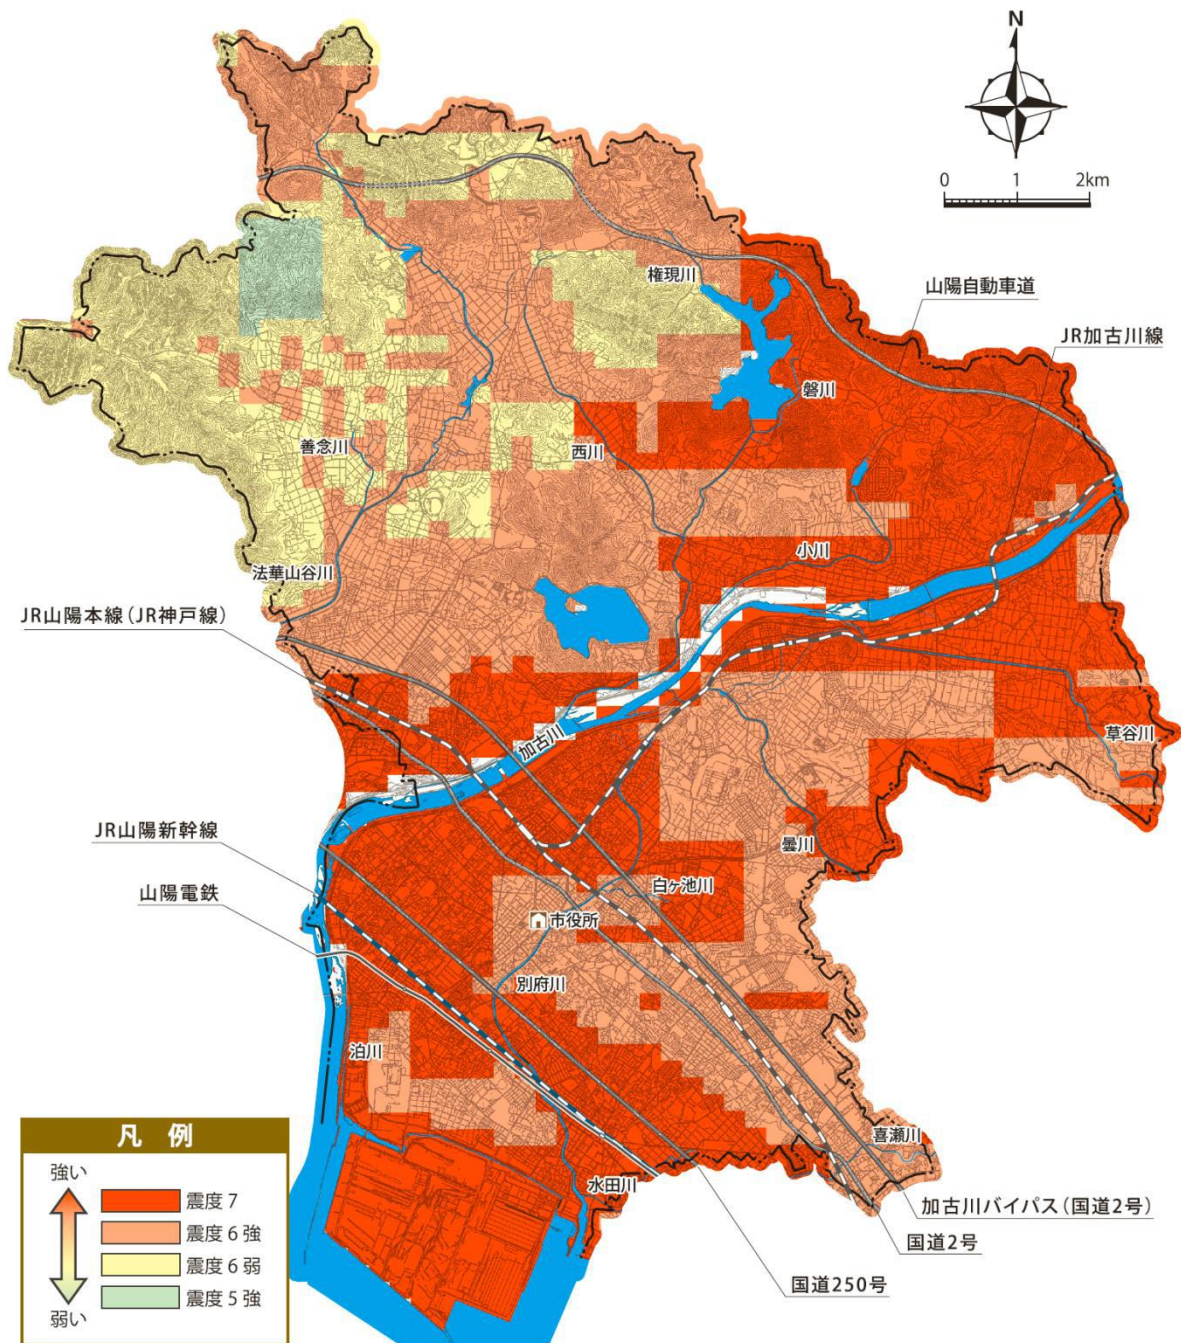 N
0 1 2km
権現川
山陽自動車道
JR加古川線
磐川
善念川
西川
小川
法華山谷川
JR山陽本線(JR神戸線)
加古川
草谷川
JR山陽新幹線
曇川
山陽電鉄
白ヶ池川
市役所
別府川
泊川
凡 例
強い
震度7
震度6強
震度6弱
震度5強
弱い
喜瀬川
水田川
加古川バイパス(国道2号)
国道2号
国道250号